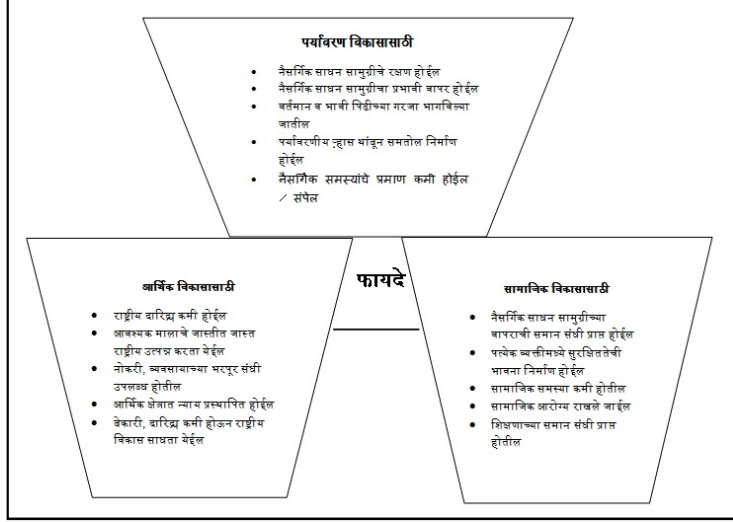 पर्यावरण विकासासाठी
• नैसर्गिक साधन सामुग्रीचे रक्षण होईल
• नैसर्गिक साधन सामुग्रीचा प्रभावी वापर होईल
• वर्तमान व भावी पिढीच्या गरजा भागविल्या
जातील
• पर्यावरणीय ऱ्हास थांबून समतोल निर्माण
होईल
• नैसर्गिक समस्यांचे प्रमाण कमी होईल
/ संपेल
फायदे
आर्थिक विकासासाठी
• राष्ट्रीय दारिद्र्य कमी होईल
• आवश्यक मालाचे जास्तीत जास्त
राष्ट्रीय उत्पन्न करता येईल
• नोकरी, व्यवसायाच्या भरपूर संधी
उपलब्ध होतील
• आर्थिक क्षेत्रात न्याय प्रस्थापित होईल
• बेकारी, दारिद्र्य कमी होऊन राष्ट्रीय
विकास साधता येईल
सामाजिक विकासासाठी
• नैसर्गिक साधन सामुग्रीच्या
वापराची समान संधी प्राप्त होईल
• पत्येक व्यक्तीमध्ये सुरक्षिततेची
भावना निर्माण होईल
• सामाजिक समस्या कमी होतील
• सामाजिक आरोग्य राखले जाईल
• शिक्षणाच्या समान संधी प्राप्त
होतील